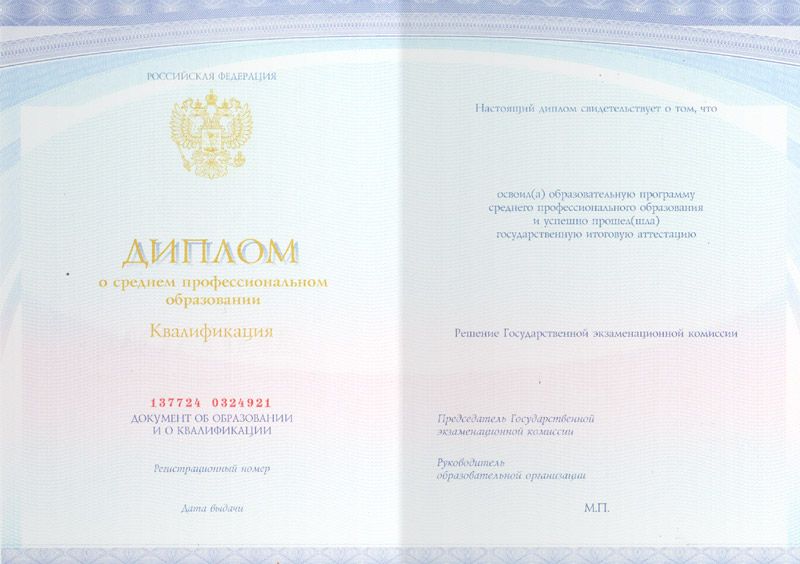 РОССИЙСКАЯ ФЕДЕРАЦИЯ
ДИПЛОМ
о среднем профессиональном
образовании
Квалификация
137724 0324921
ДОКУМЕНТ ОБ ОБРАЗОВАНИИ
И О КВАЛИФИКАЦИИ
Регистрационный номер
Дата выдачи
Настоящий диплом свидетельствует о том, что
освоил(а) образовательную программу
среднего профессионального образования
и успешно прошел(шла)
государственную итоговую аттестацию
Решение Государственной экзаменационной комиссии
Председатель Государственной
экзаменационной комиссии
Руководитель
образовательной организации
М.П.